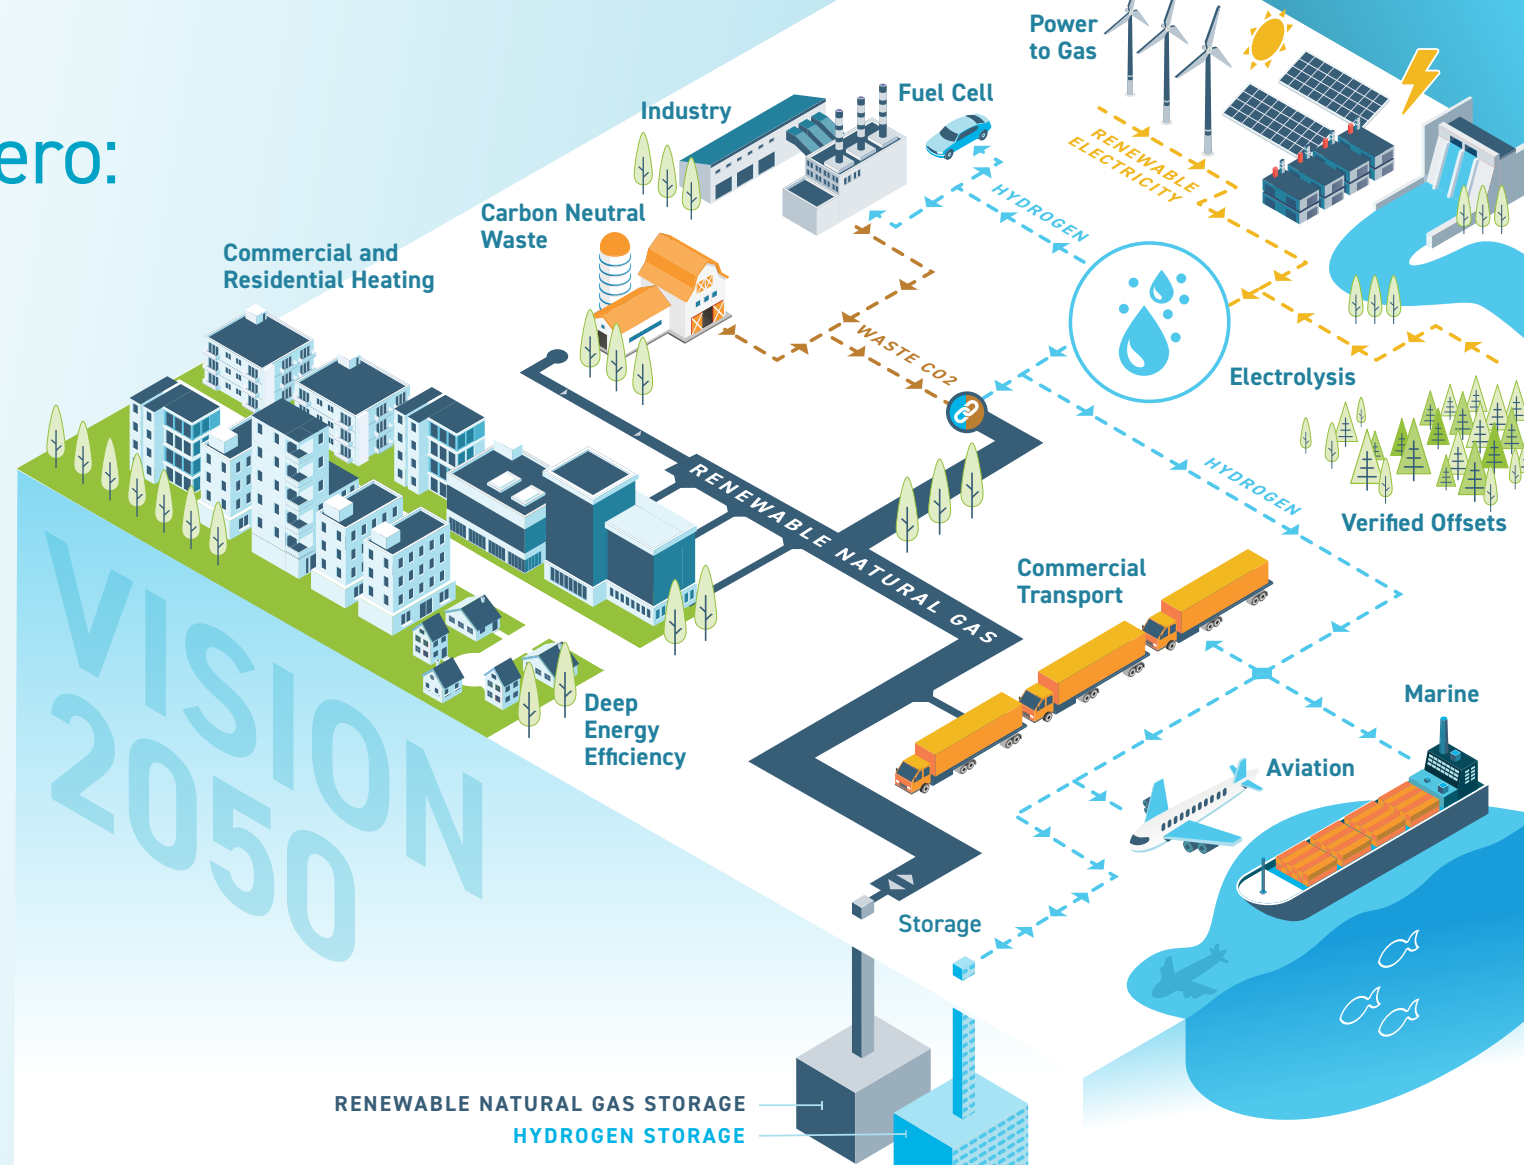 ero:
Power
to Gas
Fuel Cell
Industry
RENEWABLE
ELECTRICITY
HYDROGEN
Carbon Neutral
Waste
Commercial and
Residential Heating
WASTE CO2
Electrolysis
RENEWABLE NATURAL GAS
HYDROGEN
Verified Offsets
Commercial
Transport
VISION
2050
Deep
Energy
Efficiency
Marine
Aviation
Storage
RENEWABLE NATURAL GAS STORAGE
HYDROGEN STORAGE